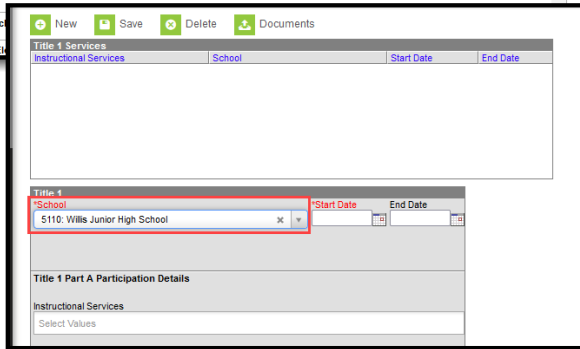 New Save Delete Documents
Title 1 Services
Instructional Services School Start Date End Date
Title 1
*School *Start Date End Date
5110: Willis Junior High School
Title 1 Part A Participation Details
Instructional Services
Select Values